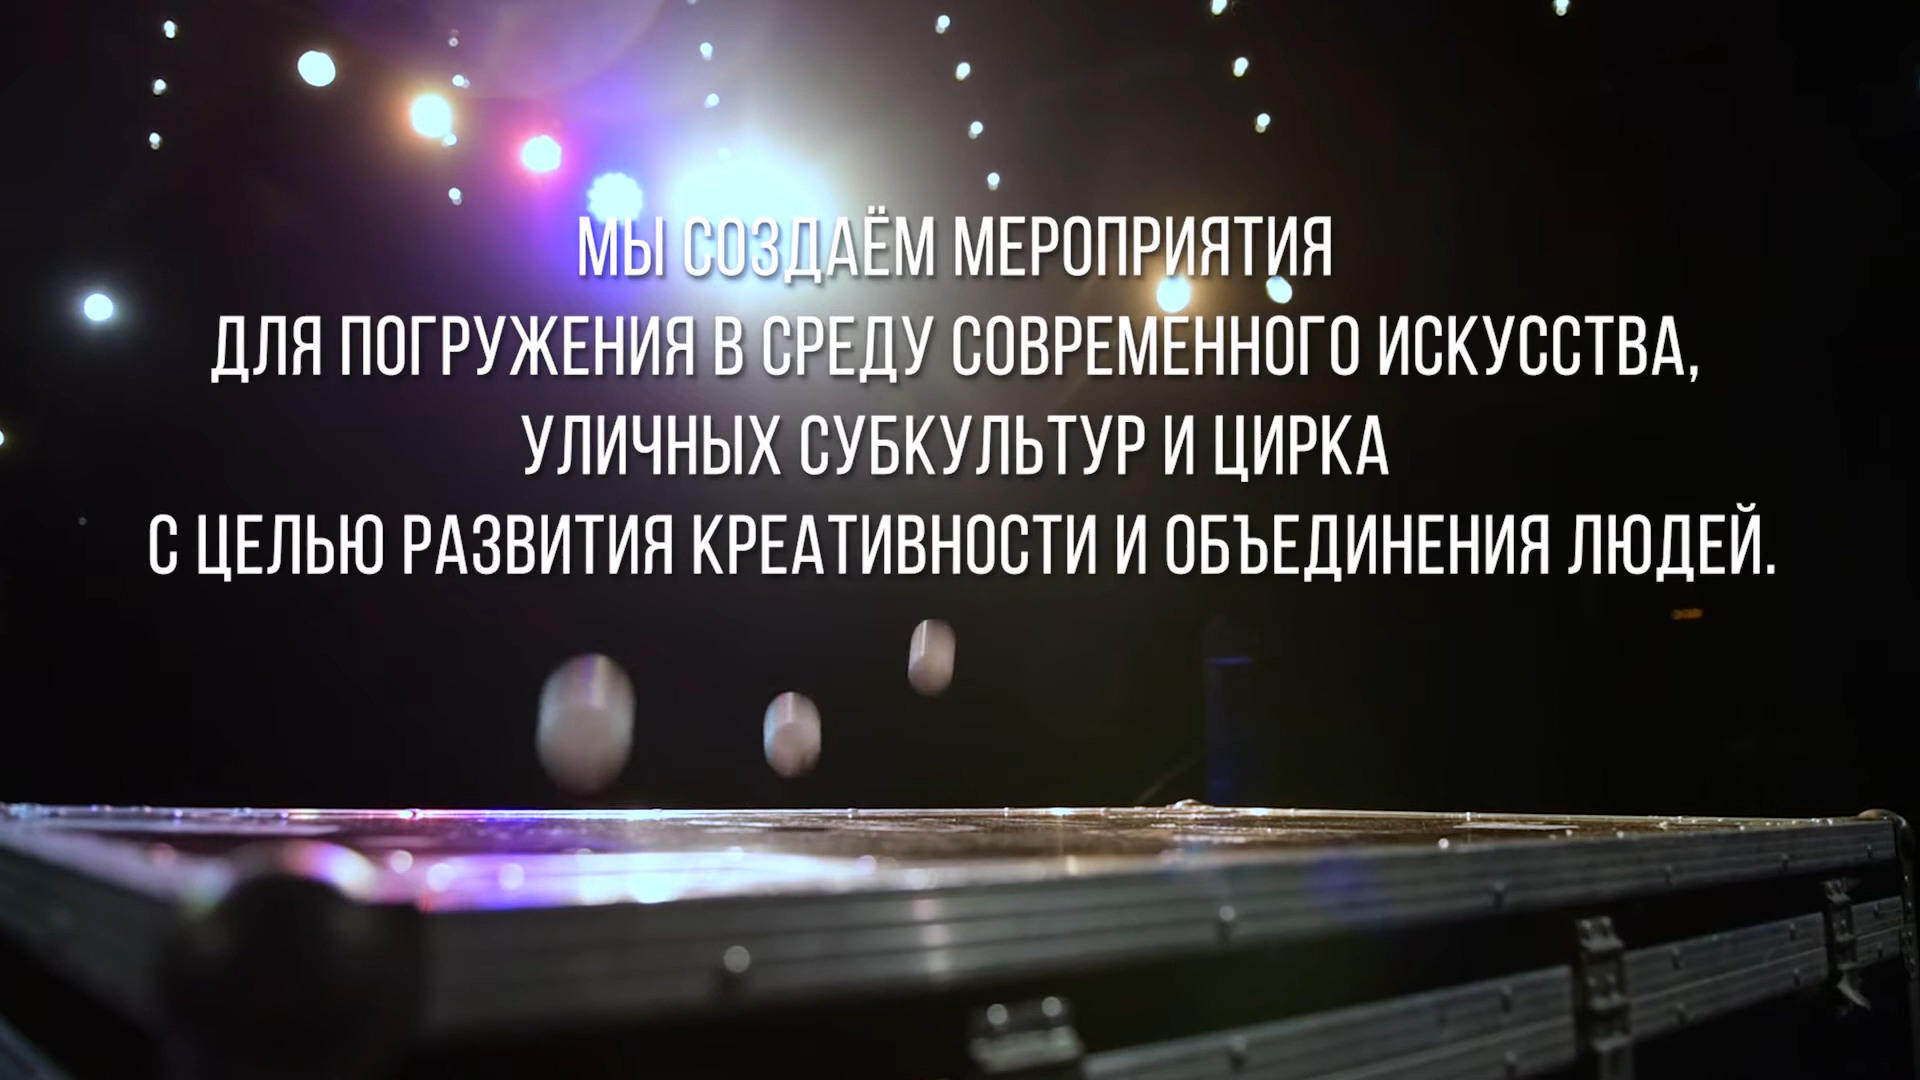 МЫ СОЗДАЁМ МЕРОПРИЯТИЯ
ДЛЯ ПОГРУЖЕНИЯ В СРЕДУ СОВРЕМЕННОГО ИСКУССТВА,
УЛИЧНЫХ СУБКУЛЬТУР И ЦИРКА
С ЦЕЛЬЮ РАЗВИТИЯ КРЕАТИВНОСТИ И ОБЪЕДИНЕНИЯ ЛЮДЕЙ.